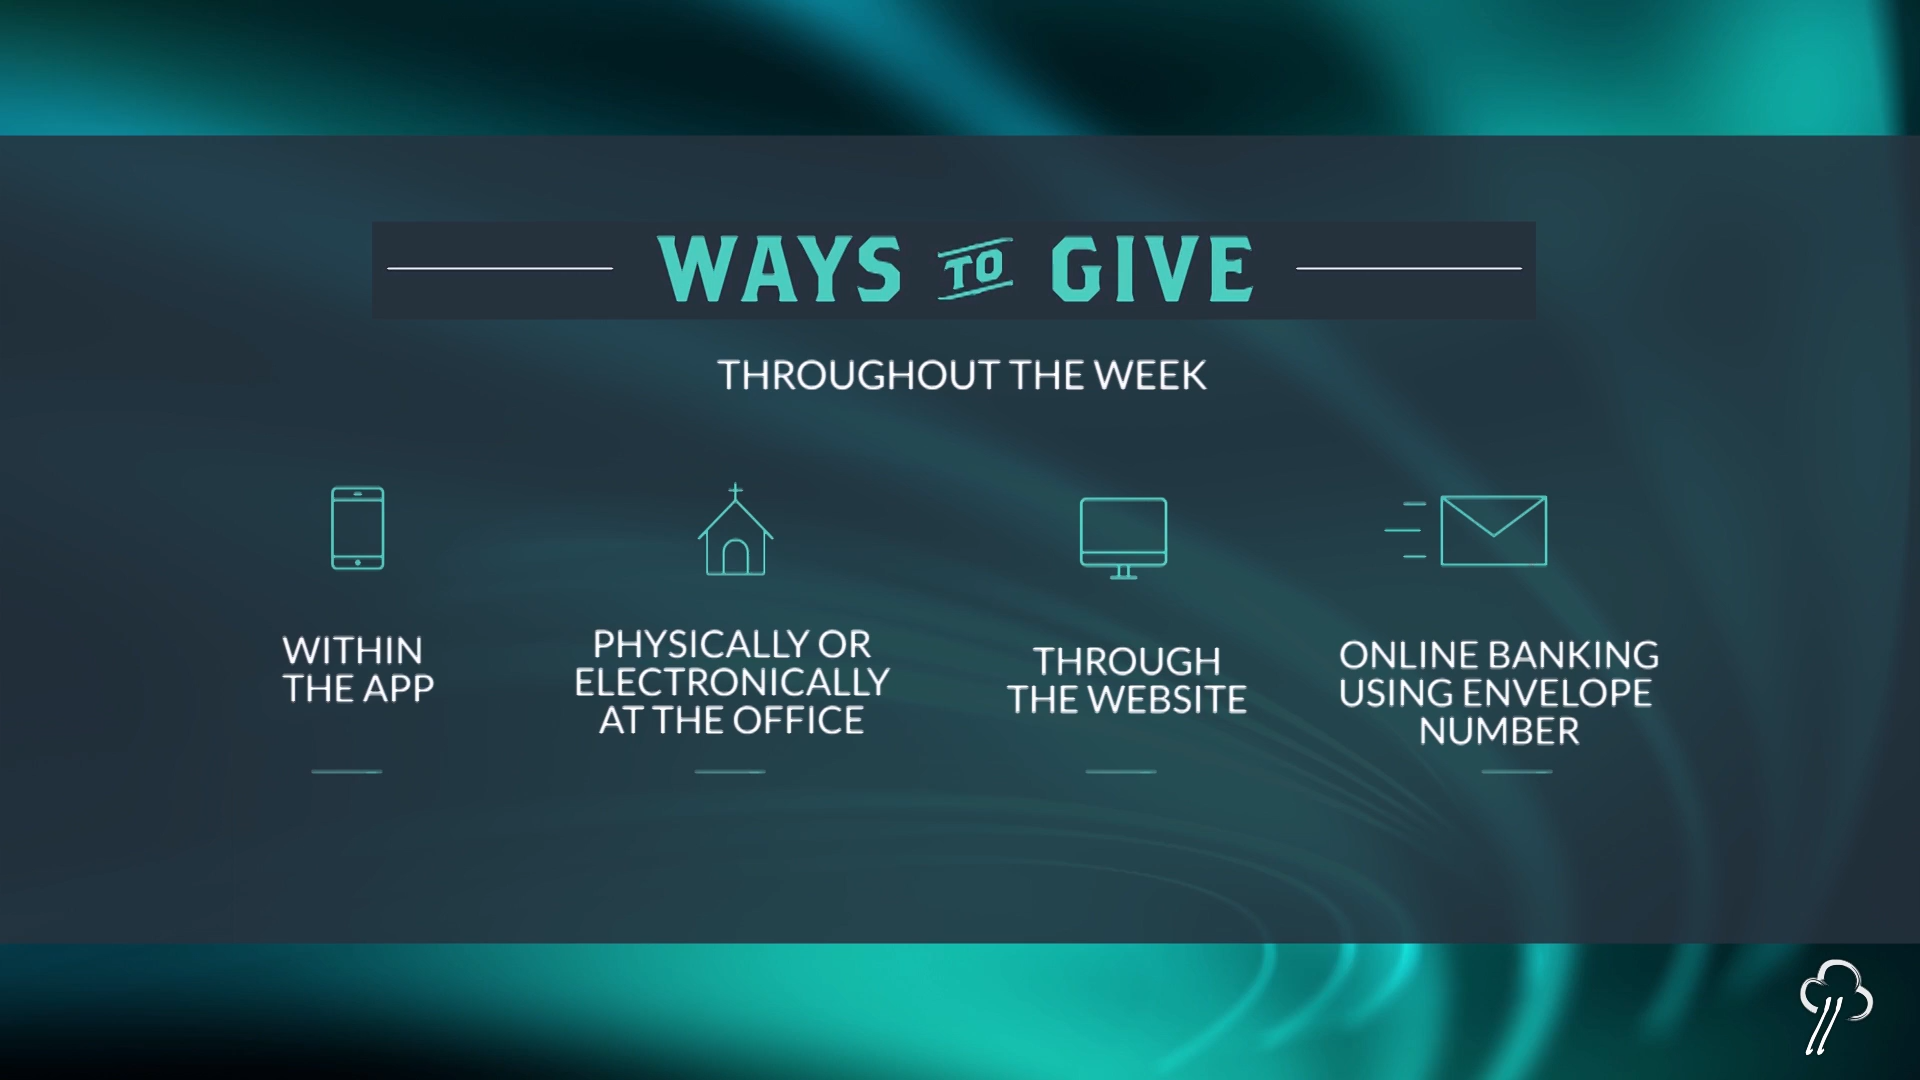 WAYS TO GIVE
THROUGHOUT THE WEEK
WITHIN
THE APP
PHYSICALLY OR
ELECTRONICALLY
AT THE OFFICE
THROUGH
THE WEBSITE
ONLINE BANKING
USING ENVELOPE
NUMBER